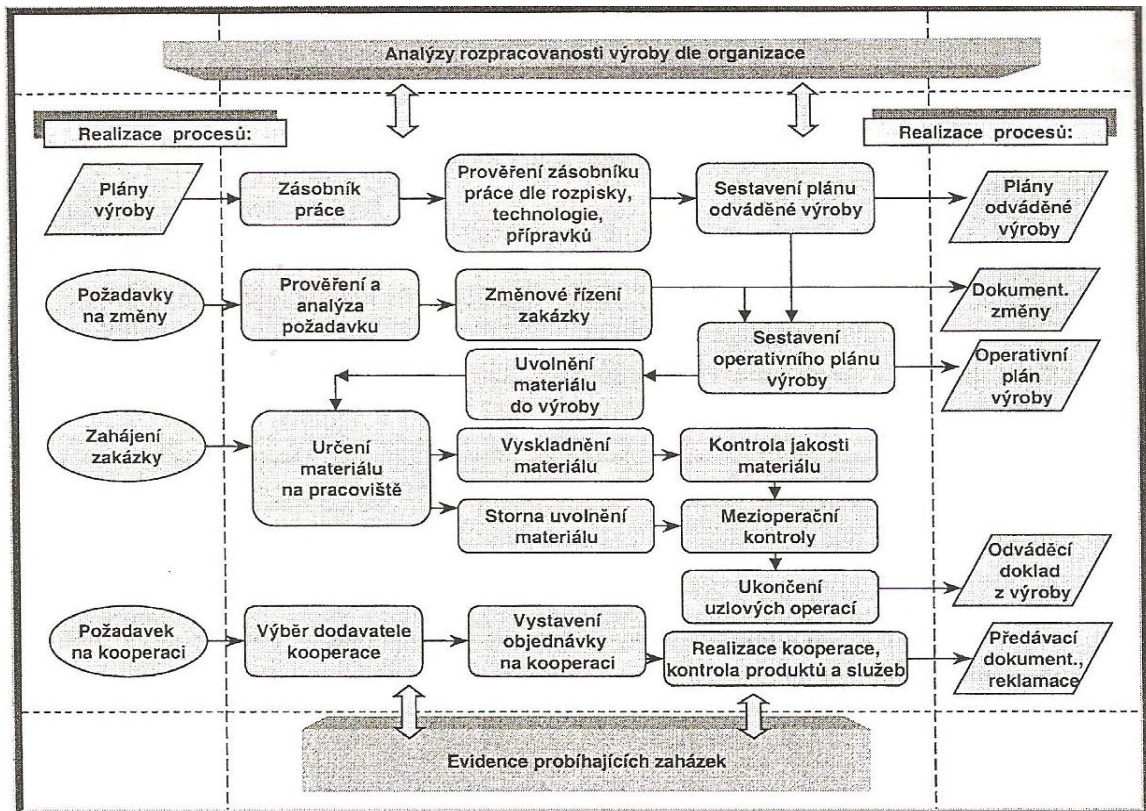 Analýzy rozpracovanosti výroby dle organizace
Realizace procesů:
Realizace procesů:
Plány
výroby
Zásobník
práce
Prověření zásobníku
práce dle rozpisky,
technologie,
přípravků
Sestavení plánu
odváděné výroby
Plány
odváděné
výroby
Požadavky
na změny
Prověření a
analýza
požadavku
Změnové řízení
zakázky
Dokument.
změny
Sestavení
operativního plánu
výroby
Operativní
plán
výroby
Uvolnění
materiálu
do výroby
Zahájení
zakázky
Určení
materiálu
na pracoviště
Vyskladnění
materiálu
Kontrola jakosti
materiálu
Storna uvolnění
materiálu
Mezioperační
kontroly
Ukončení
uzlových operací
Odváděcí
doklad
z výroby
Požadavek
na kooperaci
Výběr dodavatele
kooperace
Vystavení
objednávky
na kooperaci
Realizace kooperace,
kontrola produktů a služeb
Předávací
dokument.,
reklamace
Evidence probíhajících zaházek